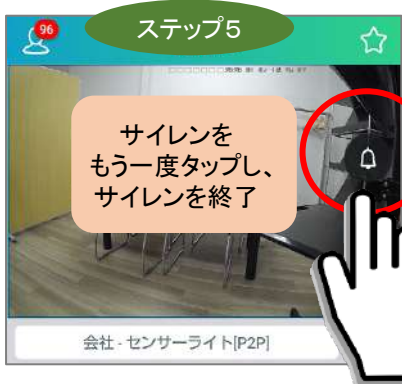 96
ステップ5
サイレンを
もう一度タップし、
サイレンを終了
会社 - センサーライト[P2P]